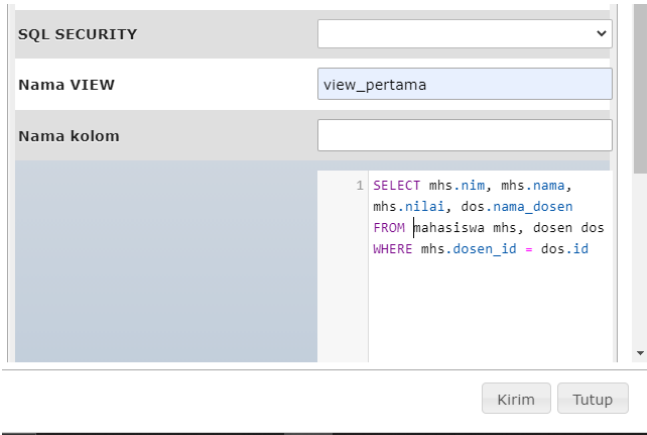 SQL SECURITY
Nama VIEW
view_pertama
Nama kolom
1 SELECT mhs.nim, mhs.nama,
mhs.nilai, dos.nama_dosen
FROM mahasiswa mhs, dosen dos
WHERE mhs.dosen_id = dos.id
Kirim
Tutup